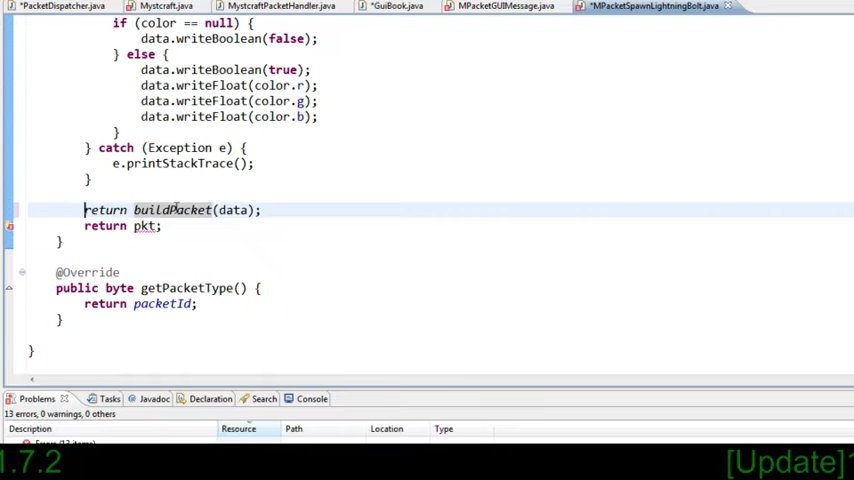 *PacketDispatcher.java Mystcraft.java MystcraftPacketHandler.java *GuiBook.java MPacketGUIMessage.java *MPacketSpawnLightningBolt.java
if (color == null) {
data.writeBoolean(false);
} else {
data.writeBoolean(true);
data.writeFloat(color.r);
data.writeFloat(color.g);
data.writeFloat(color.b);
}
} catch (Exception e) {
e.printStackTrace();
}
return buildPacket(data);
return pkt;
}
@Override
public byte getPacketType() {
return packetId;
}
}
Problems Tasks @ Javadoc Declaration Search Console
13 errors, 0 warnings, 0 others
Description Resource Path Location Type
Errors (13 items)
1.7.2 [Update]